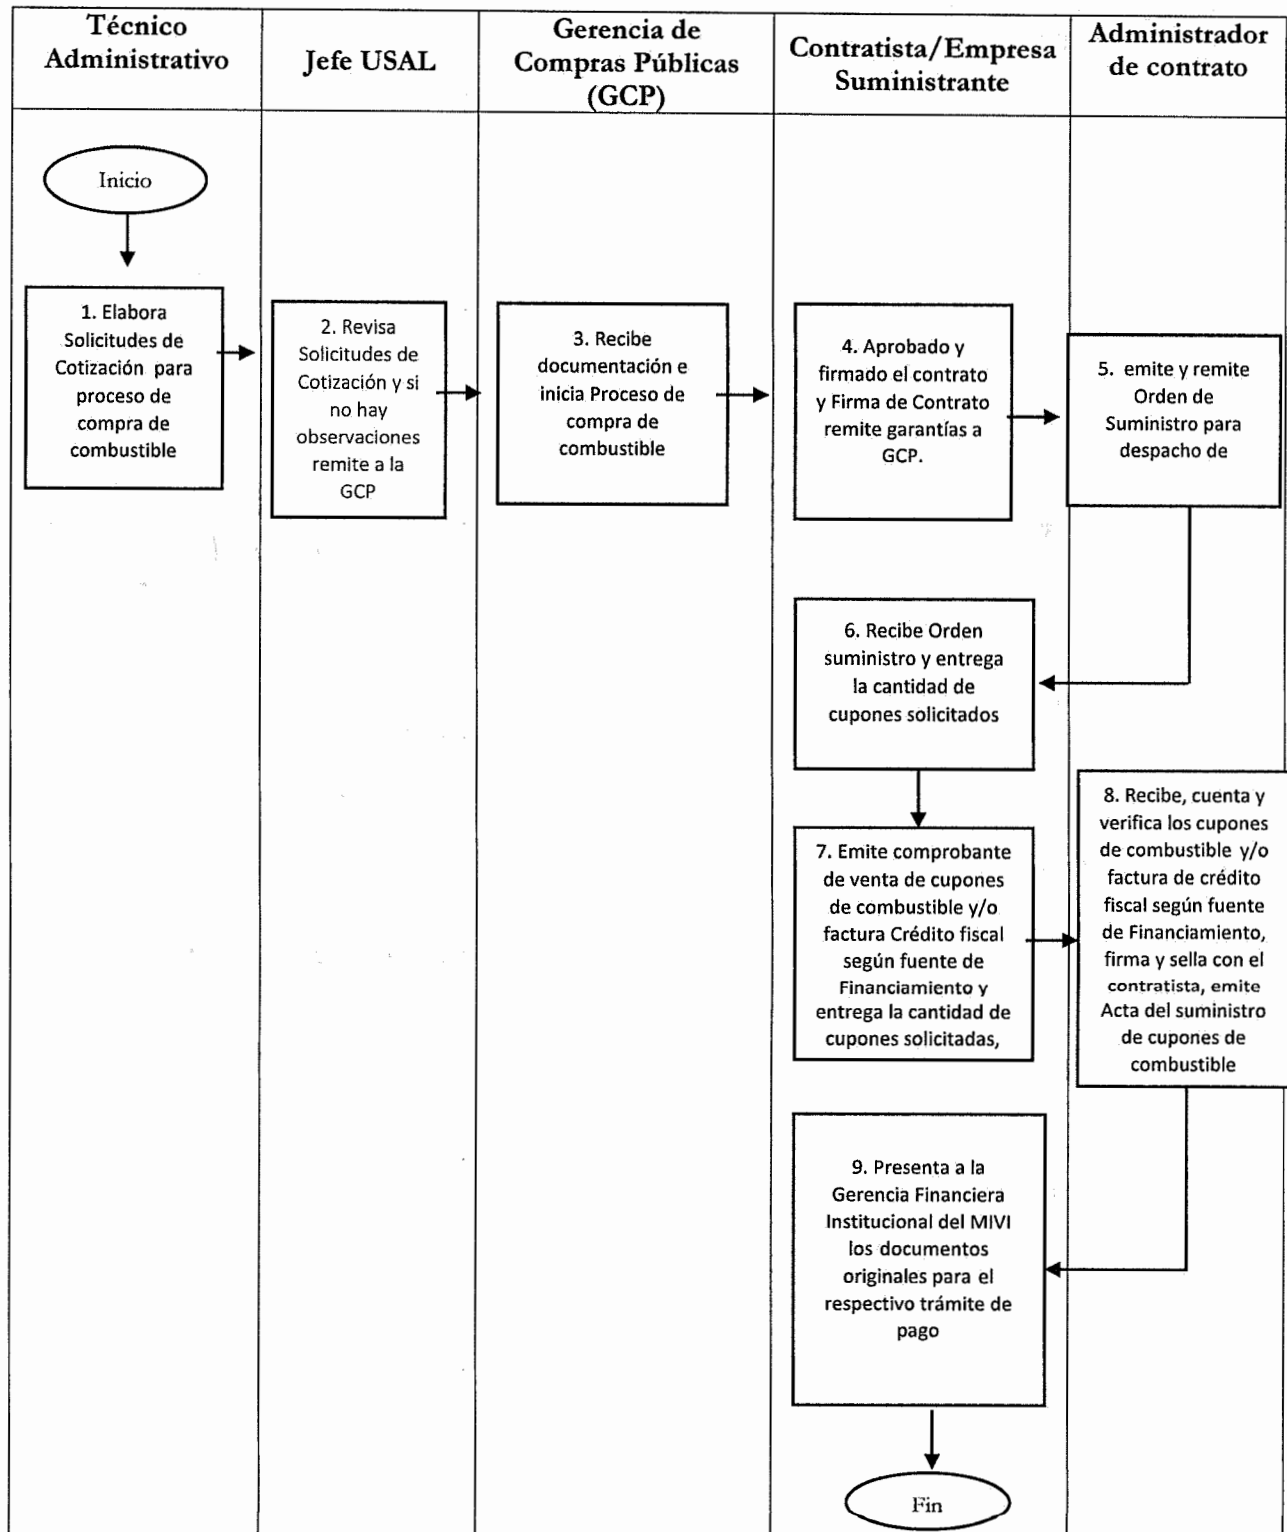 Técnico
Administrativo
Jefe USAL
Gerencia de
Compras Públicas
(GCP)
Contratista/Empresa
Suministrante
Administrador
de contrato
Inicio
1. Elabora
Solicitudes de
Cotización para
proceso de
compra de
combustible
2. Revisa
Solicitudes de
Cotización y si
no hay
observaciones
remite a la
GCP
3. Recibe
documentación e
inicia Proceso de
compra de
combustible
4. Aprobado y
firmado el contrato
y Firma de Contrato
remite garantías a
GCP.
5. emite y remite
Orden de
Suministro para
despacho de
6. Recibe Orden
suministro y entrega
la cantidad de
cupones solicitados
7. Emite comprobante
de venta de cupones
de combustible y/o
factura Crédito fiscal
según fuente de
Financiamiento y
entrega la cantidad de
cupones solicitadas,
8. Recibe, cuenta y
verifica los cupones
de combustible y/o
factura de crédito
fiscal según fuente
de Financiamiento,
firma y sella con el
contratista, emite
Acta del suministro
de cupones de
combustible
9. Presenta a la
Gerencia Financiera
Institucional del MIVI
los documentos
originales para el
respectivo trámite de
pago
Fin